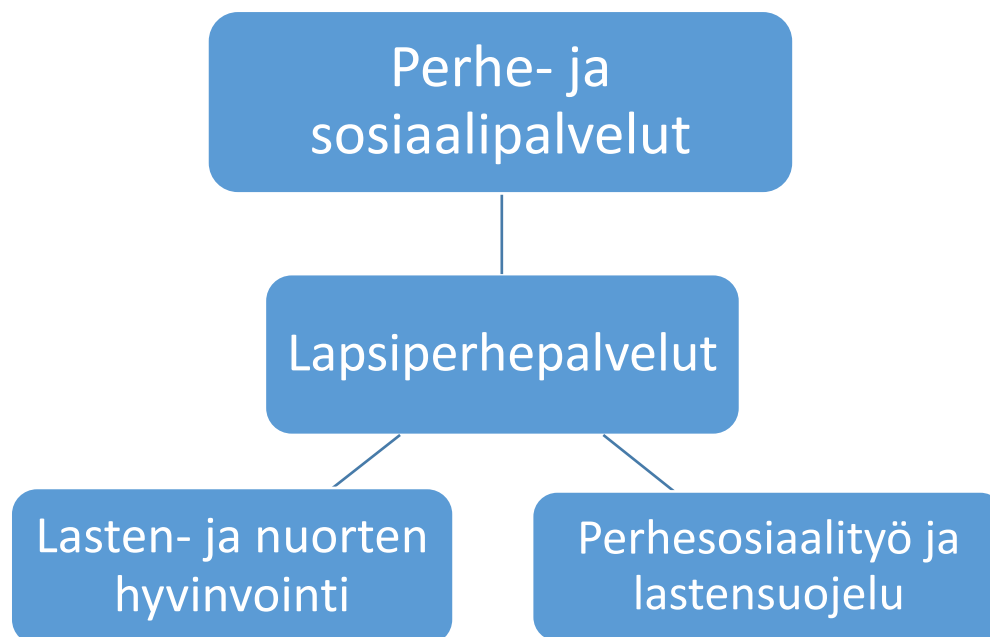 Perhe- ja
sosiaalipalvelut
Lapsiperhepalvelut
Lasten- ja nuorten
hyvinvointi
Perhesosiaalityö ja
lastensuojelu